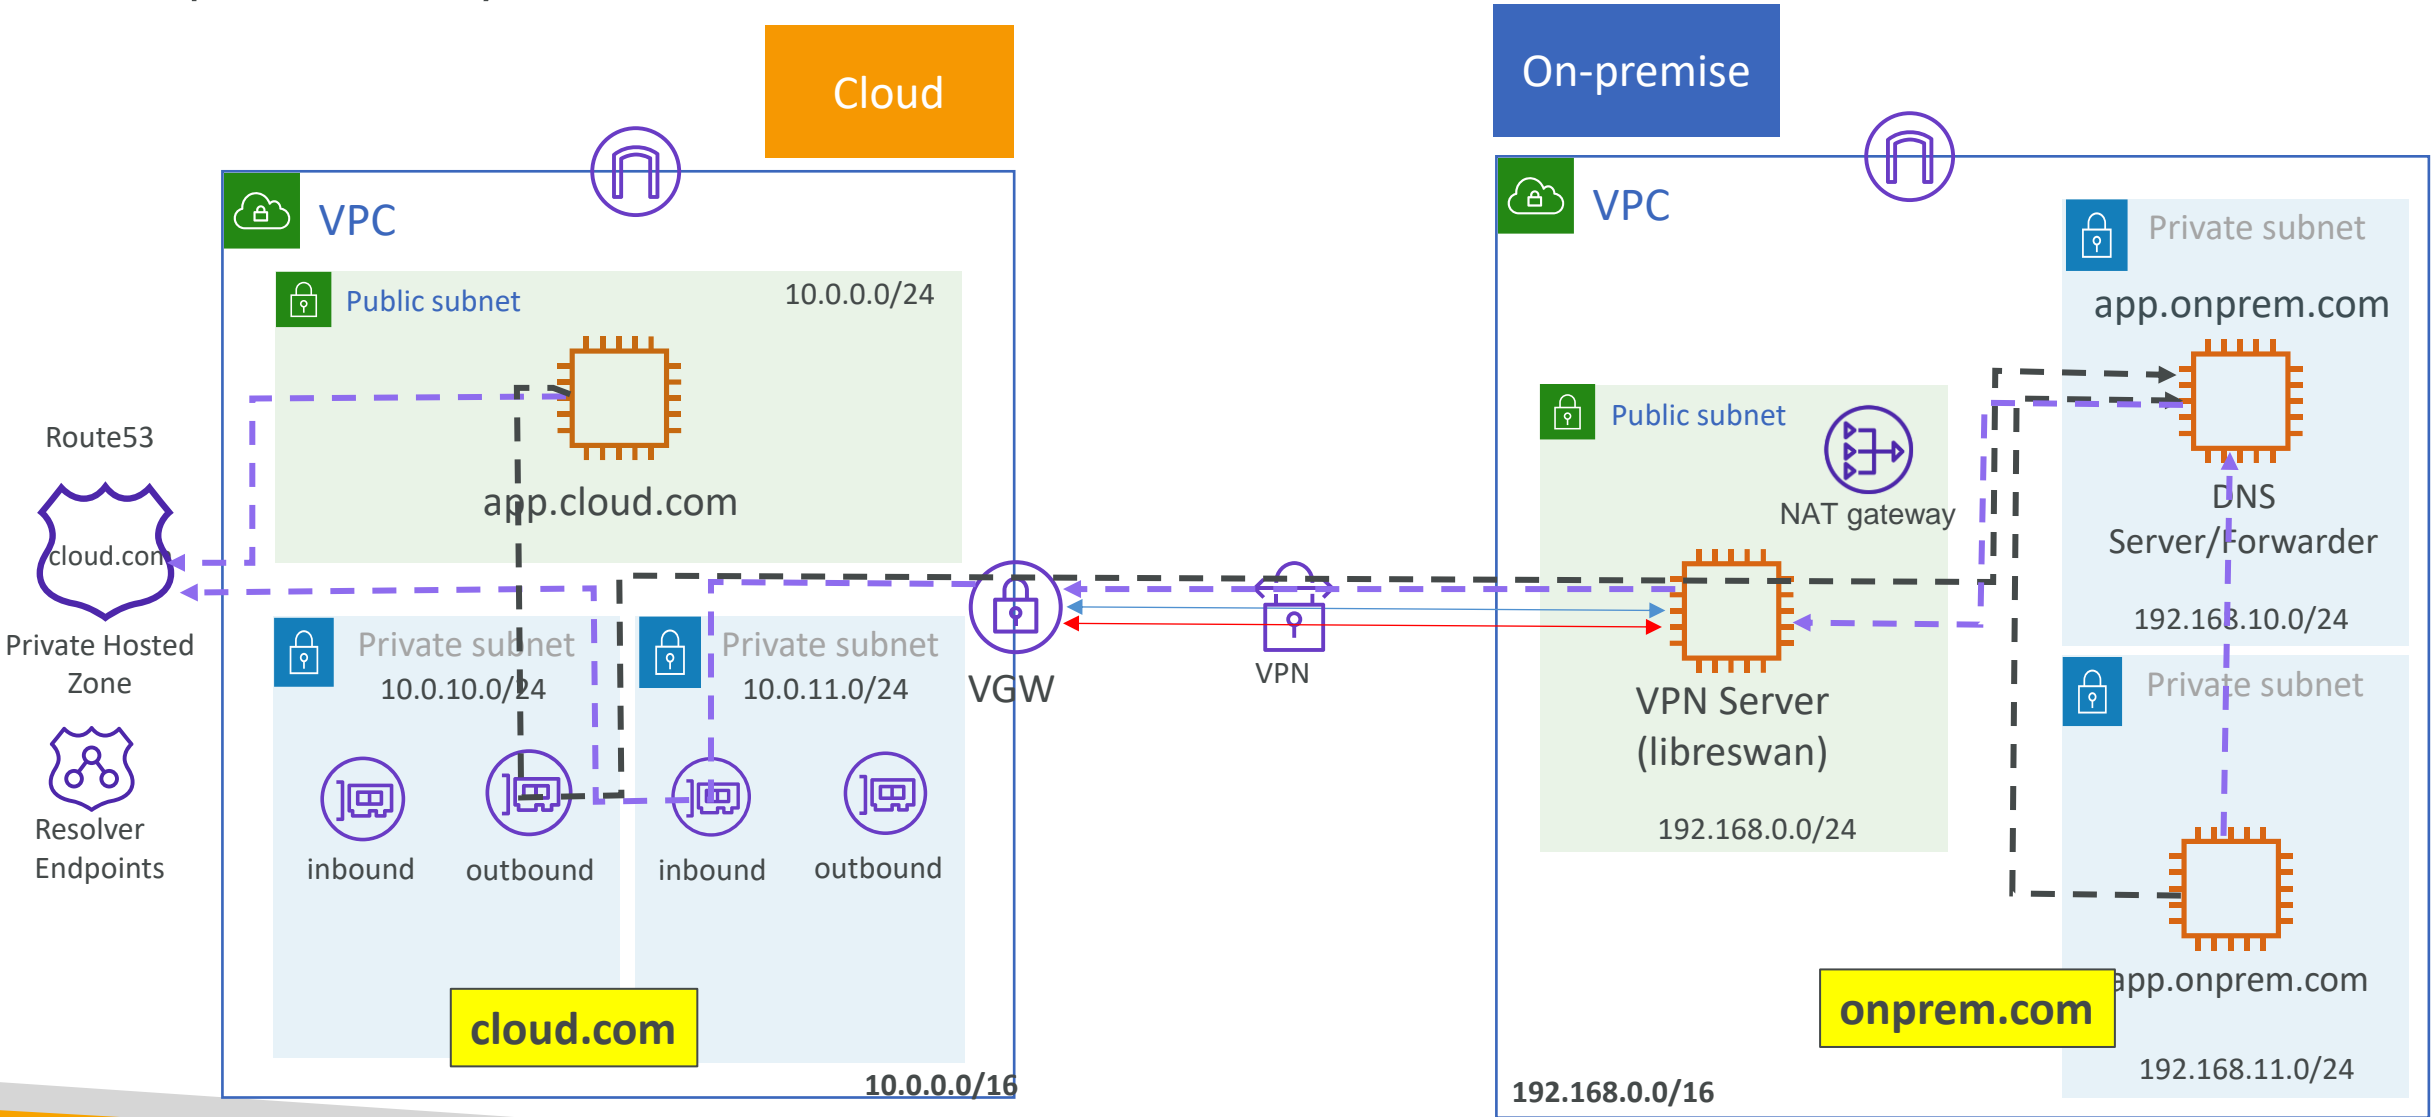 Cloud
On-premise
VPC
Public subnet
10.0.0.0/24
app.cloud.com
Route53
cloud.com
Private Hosted
Zone
Resolver
Endpoints
Private subnet
10.0.10.0/24
inbound
outbound
Private subnet
10.0.11.0/24
inbound
outbound
cloud.com
10.0.0.0/16
VGW
VPN
VPC
Public subnet
NAT gateway
VPN Server
(libreswan)
192.168.0.0/24
Private subnet
app.onprem.com
DNS
Server/Forwarder
192.168.10.0/24
Private subnet
app.onprem.com
192.168.11.0/24
onprem.com
192.168.0.0/16